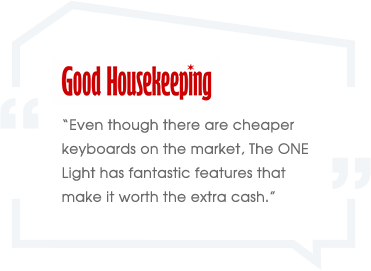 Good Housekeeping
“Even though there are cheaper
keyboards on the market, The ONE
Light has fantastic features that
make it worth the extra cash.”